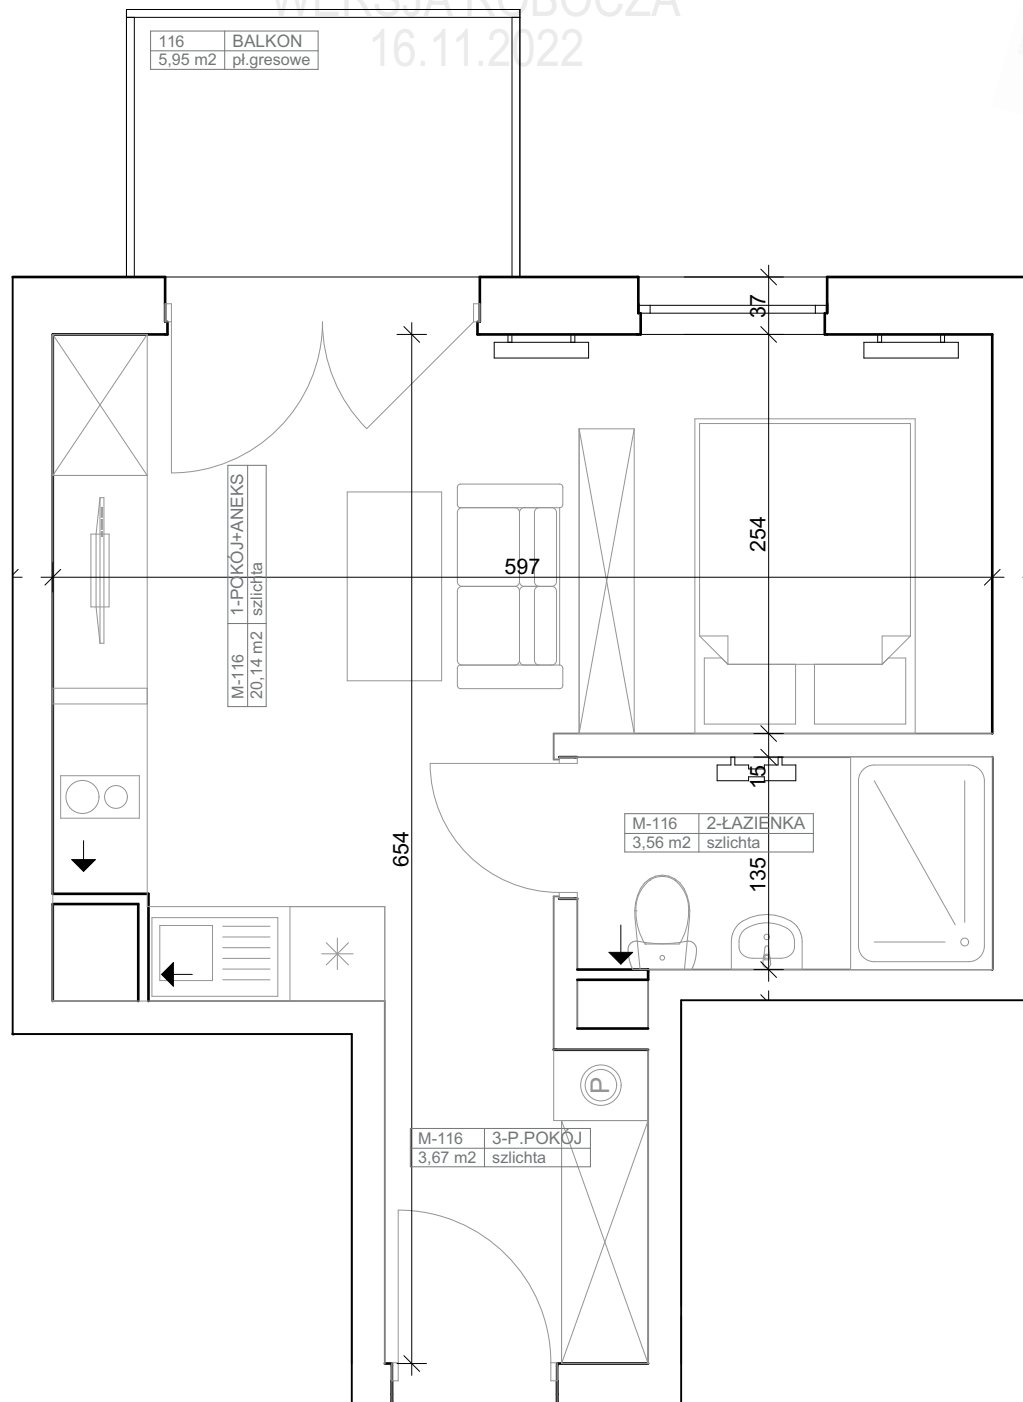 WERSJA ROBOCZA
16.11.2022
116 BALKON
5,95 m2 pł.gresowe
37
M-116 1-POKÓJ+ANEKS
20,14 m2 szlichta
254
597
15
M-116 2-ŁAZIENKA
3,56 m2 szlichta
654
135
P
M-116 3-P.POKÓJ
3,67 m2 szlichta